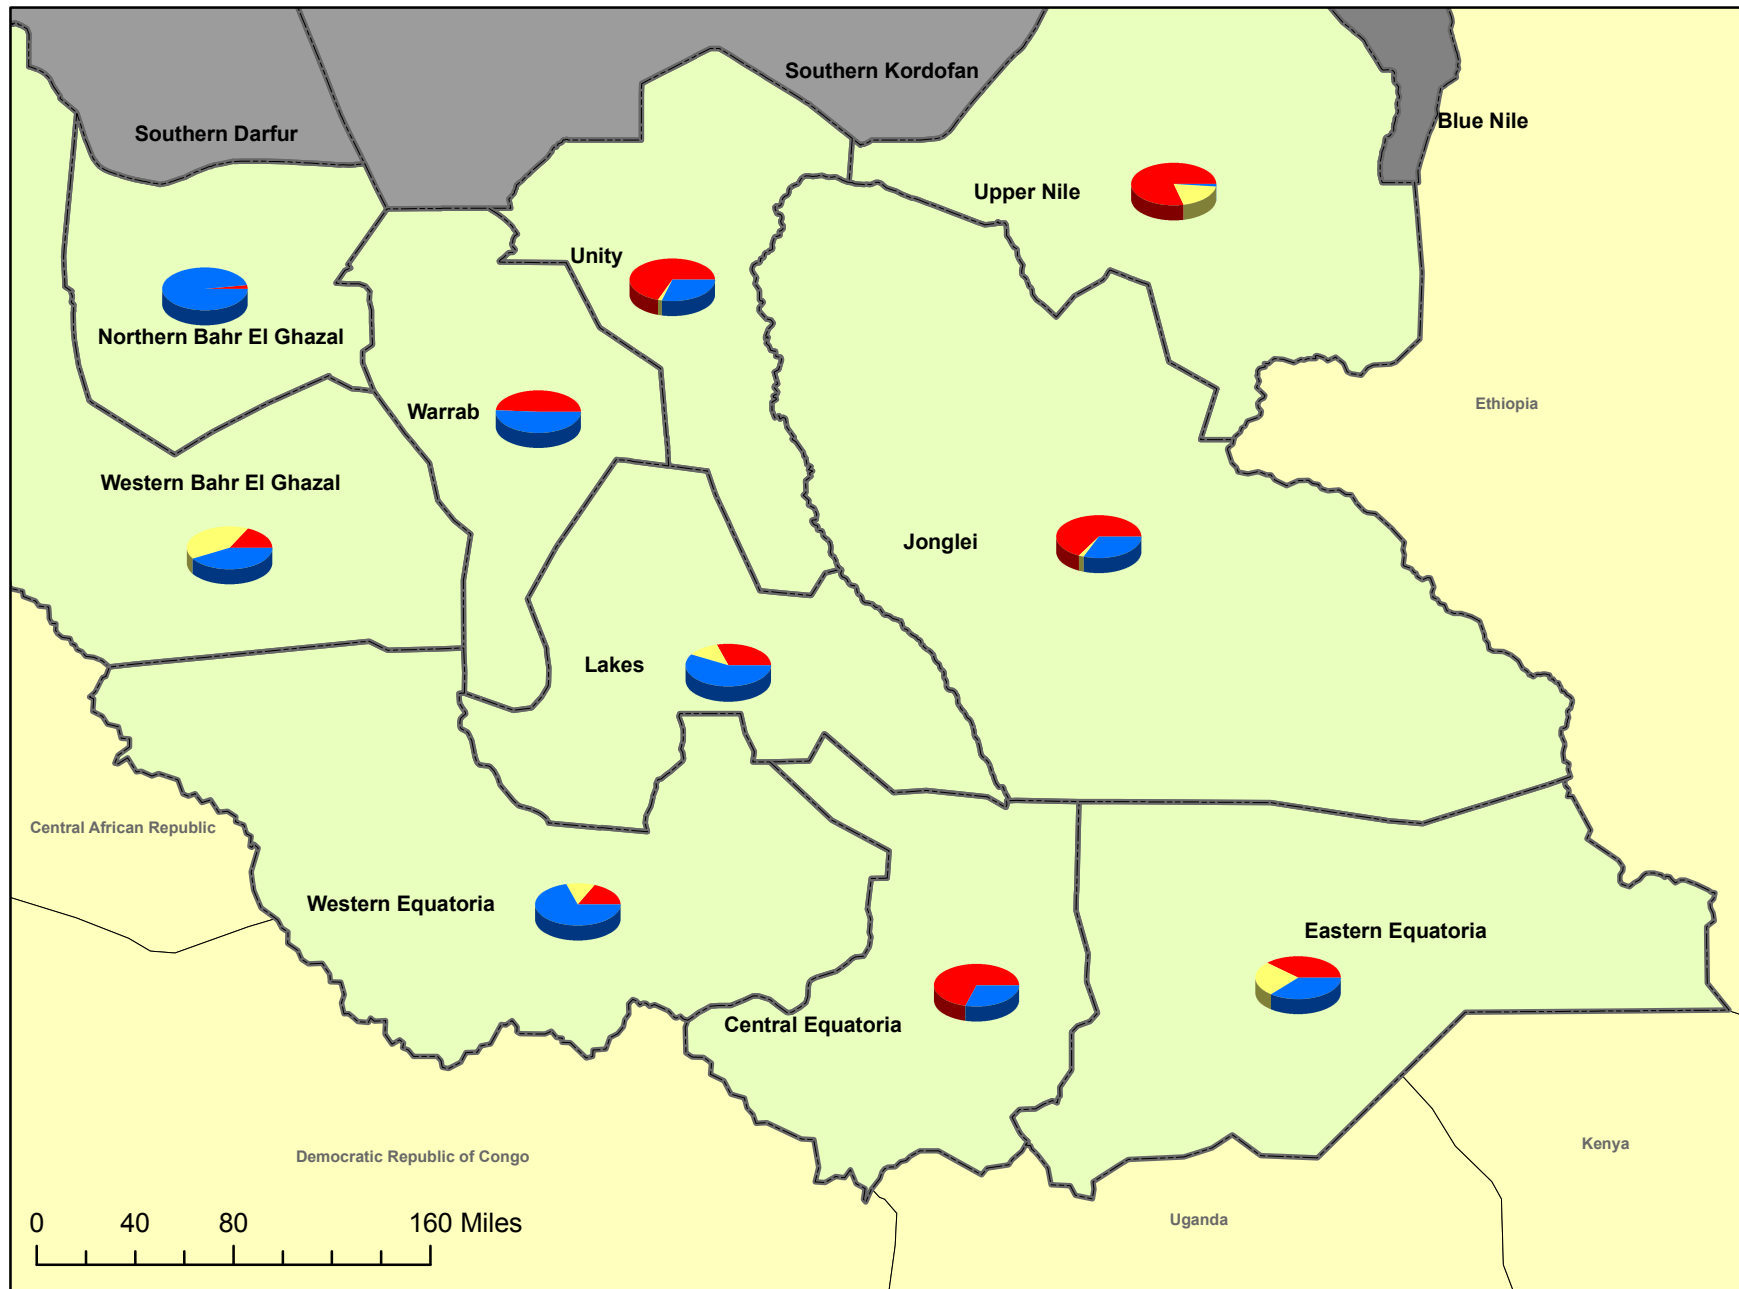 Southern Kordofan
Southern Darfur
Blue Nile
Upper Nile
Unity
Northern Bahr El Ghazal
Ethiopia
Warrab
Western Bahr El Ghazal
Jonglei
Lakes
Central African Republic
Western Equatoria
Eastern Equatoria
Central Equatoria
Democratic Republic of Congo
Kenya
Uganda
0 40 80 160 Miles